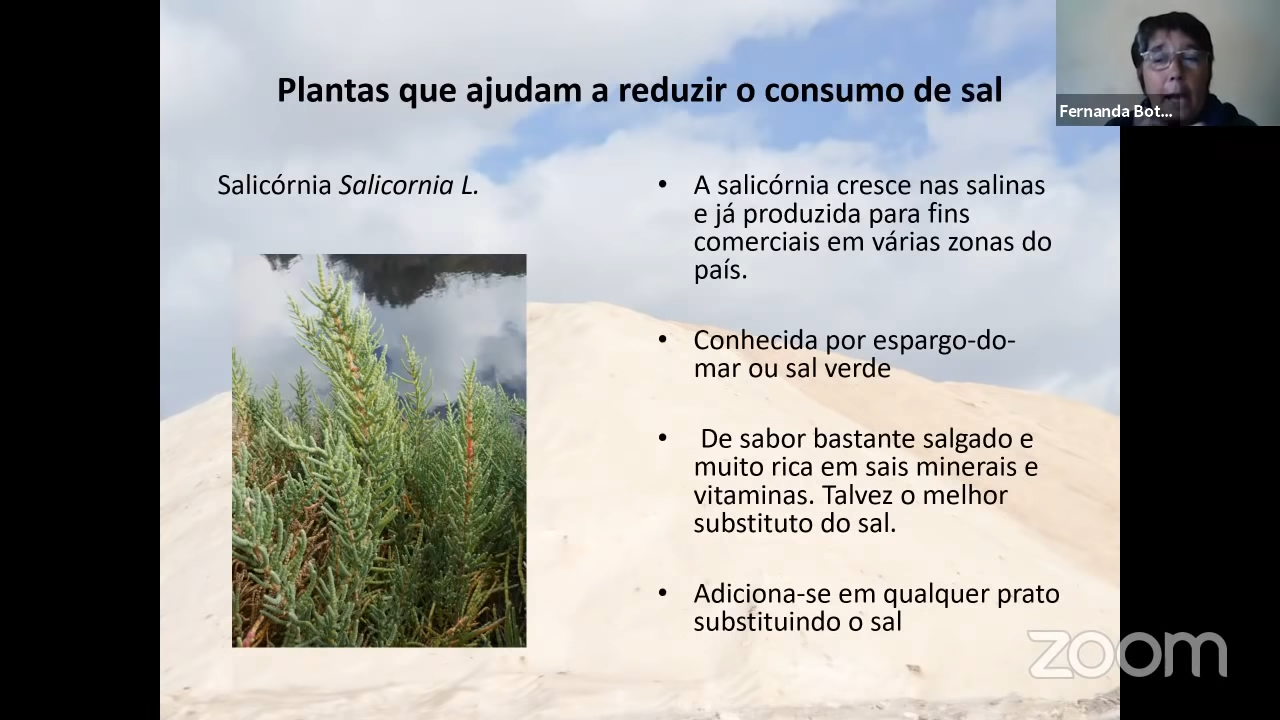 Plantas que ajudam a reduzir o consumo de sal
Fernanda Bot...
Salicórnia Salicornia L.
• A salicórnia cresce nas salinas
e já produzida para fins
comerciais em várias zonas do
país.
• Conhecida por espargo-do-
mar ou sal verde
• De sabor bastante salgado e
muito rica em sais minerais e
vitaminas. Talvez o melhor
substituto do sal.
• Adiciona-se em qualquer prato
substituindo o sal
zoom